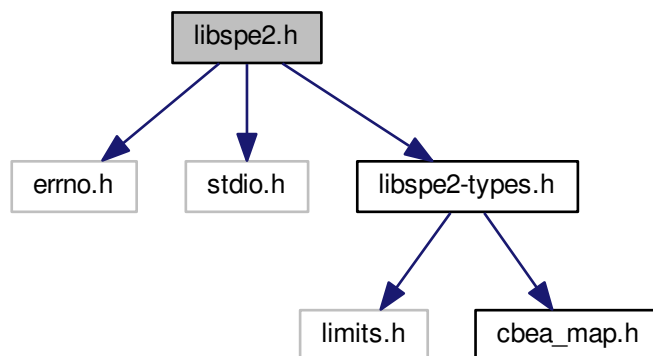 libspe2.h
errno.h
stdio.h
libspe2-types.h
limits.h
cbea_map.h